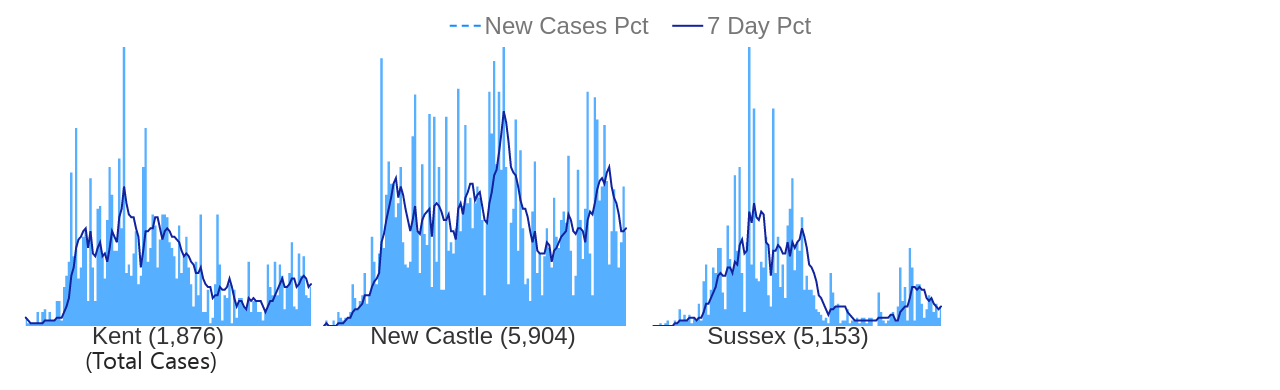 New Cases Pct 7 Day Pct
Kent (1,876) New Castle (5,904) Sussex (5,153)
(Total Cases)